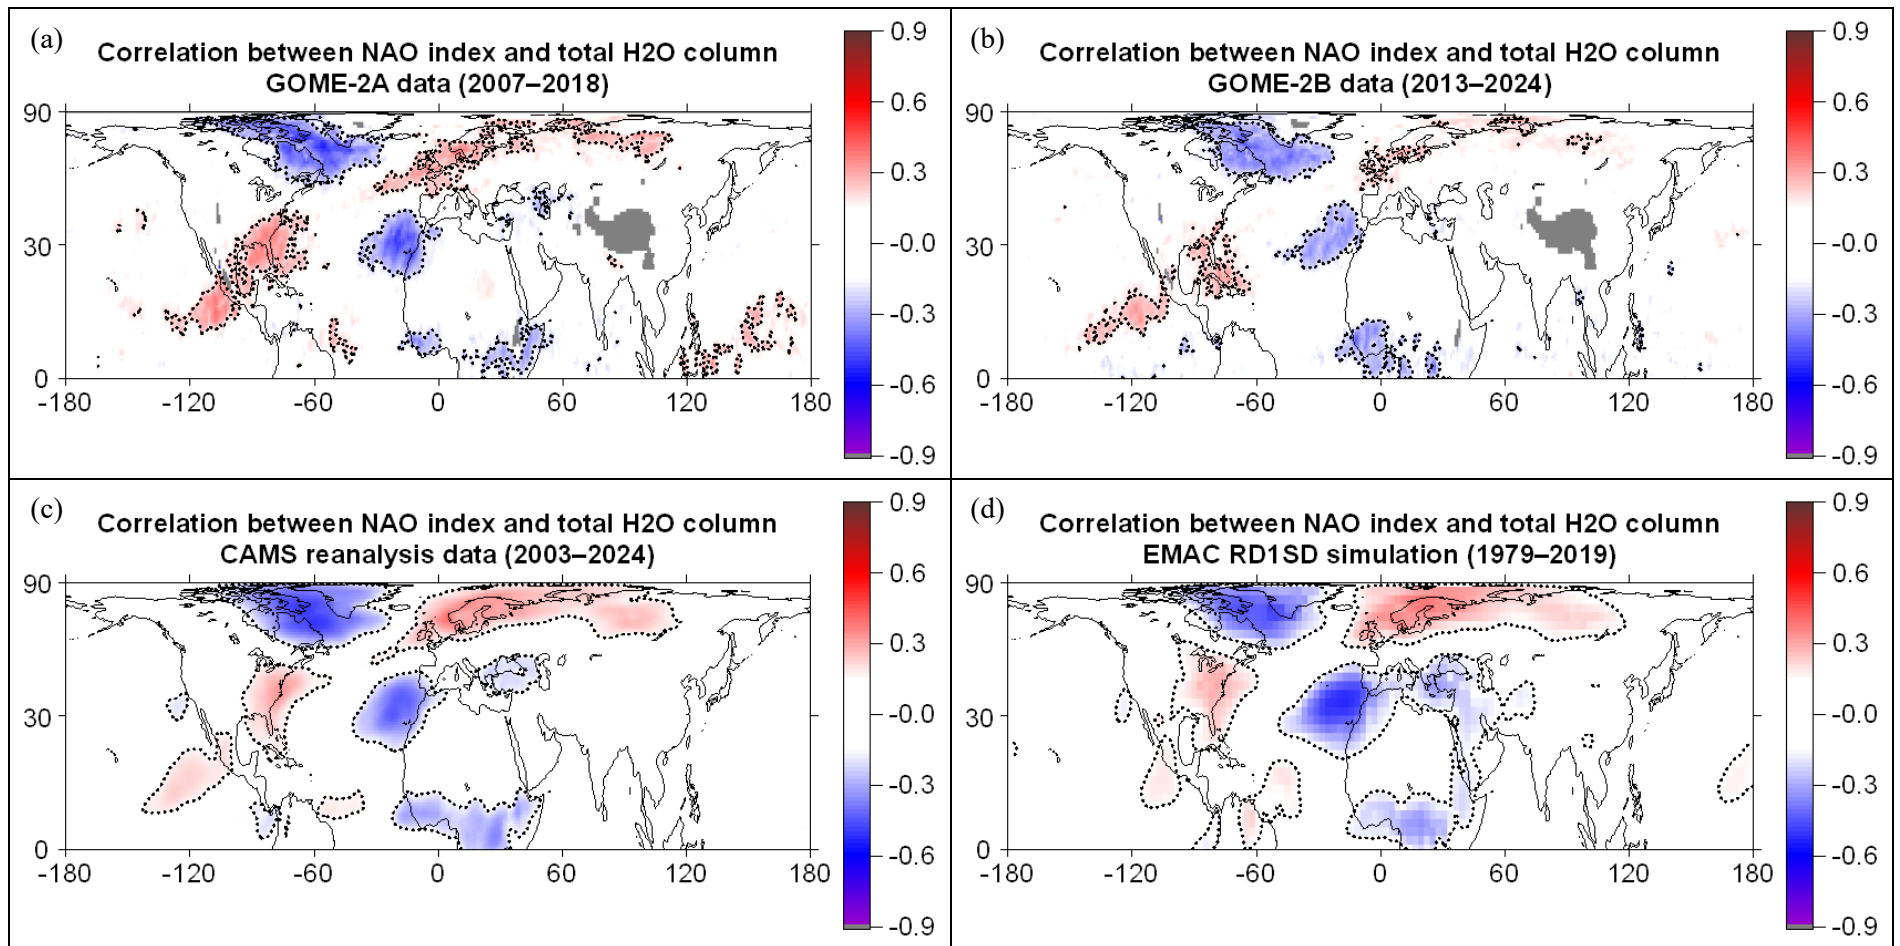 (a)
Correlation between NAO index and total H2O column
GOME-2A data (2007–2018)
90
30
0
-180 -120 -60 0 60 120 180
0.9
0.6
0.3
-0.0
-0.3
-0.6
-0.9
(b)
Correlation between NAO index and total H2O column
GOME-2B data (2013–2024)
90
30
0
-180 -120 -60 0 60 120 180
0.9
0.6
0.3
-0.0
-0.3
-0.6
-0.9
(c)
Correlation between NAO index and total H2O column
CAMS reanalysis data (2003–2024)
90
30
0
-180 -120 -60 0 60 120 180
0.9
0.6
0.3
-0.0
-0.3
-0.6
-0.9
(d)
Correlation between NAO index and total H2O column
EMAC RD1SD simulation (1979–2019)
90
30
0
-180 -120 -60 0 60 120 180
0.9
0.6
0.3
-0.0
-0.3
-0.6
-0.9